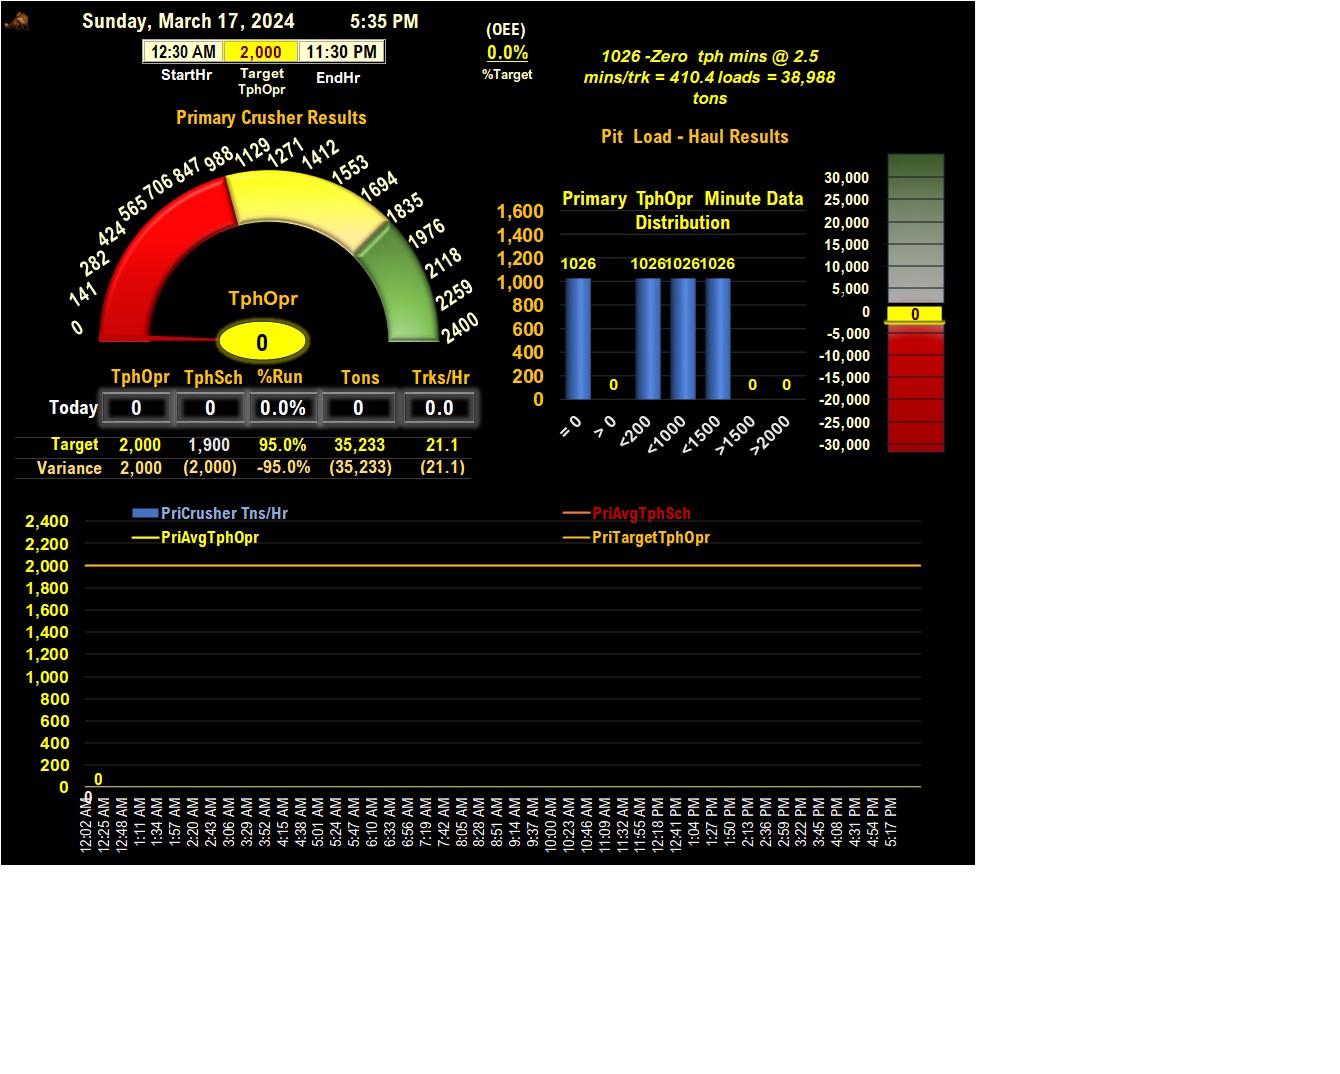 Sunday, March 17, 2024 5:35 PM
12:30 AM 2,000 11:30 PM
StartHr Target TphOpr EndHr
(OEE)
0.0%
%Target
1026 -Zero tph mins @ 2.5
mins/trk = 410.4 loads = 38,988
tons
Primary Crusher Results
0
141
282
424
565
706
847
988
1129
1271
1412
1553
1694
1835
1976
2118
2259
2400
TphOpr
0
TphOpr TphSch %Run Tons Trks/Hr
Today 0 0 0.0% 0 0.0
Target 2,000 1,900 95.0% 35,233 21.1
Variance 2,000 (2,000) -95.0% (35,233) (21.1)
Pit Load - Haul Results
Primary TphOpr Minute Data
Distribution
1,600
1,400
1,200
1,000
800
600
400
200
0
1026 0 1026 1026 1026 0 0
= 0
> 0
<200
<1000
<1500
>1500
>2000
30,000
25,000
20,000
15,000
10,000
5,000
0
-5,000
-10,000
-15,000
-20,000
-25,000
-30,000
0
PriCrusher Tns/Hr PriAvgTphSch
PriAvgTphOpr PriTargetTphOpr
2,400
2,200
2,000
1,800
1,600
1,400
1,200
1,000
800
600
400
200
0
0
0
12:02 AM
12:25 AM
12:48 AM
1:11 AM
1:34 AM
1:57 AM
2:20 AM
2:43 AM
3:06 AM
3:29 AM
3:52 AM
4:15 AM
4:38 AM
5:01 AM
5:24 AM
5:47 AM
6:10 AM
6:33 AM
6:56 AM
7:19 AM
7:42 AM
8:05 AM
8:28 AM
8:51 AM
9:14 AM
9:37 AM
10:00 AM
10:23 AM
10:46 AM
11:09 AM
11:32 AM
11:55 AM
12:18 PM
12:41 PM
1:04 PM
1:27 PM
1:50 PM
2:13 PM
2:36 PM
2:59 PM
3:22 PM
3:45 PM
4:08 PM
4:31 PM
4:54 PM
5:17 PM